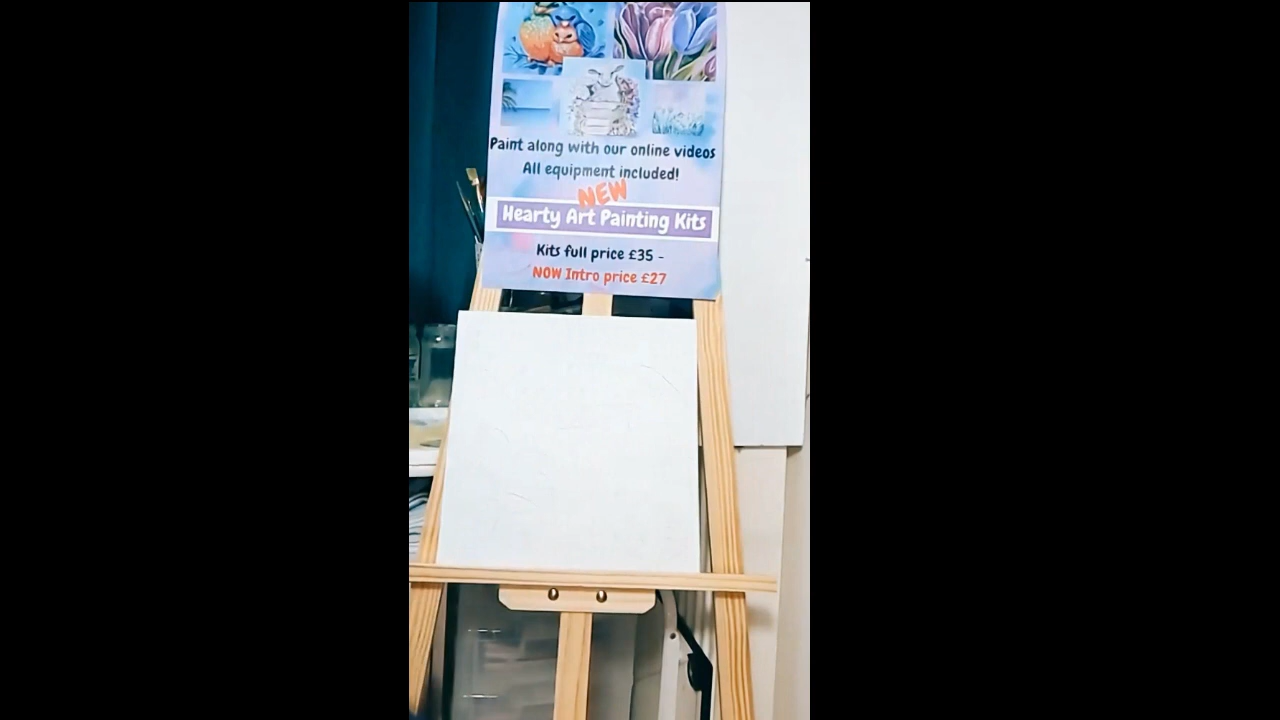 Paint along with our online videos
All equipment included!
NEW
Hearty Art Painting Kits
Kits full price £35 -
NOW Intro price £27